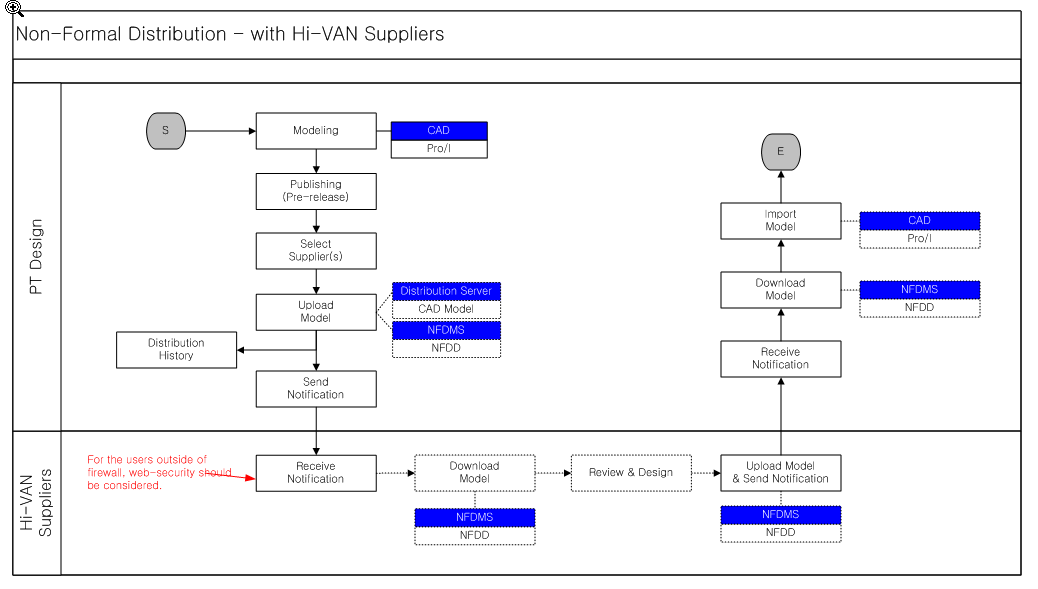 Non-Formal Distribution - with Hi-VAN Suppliers
PT Design
S
Modeling
CAD
Pro/I
Publishing
(Pre-release)
Select
Supplier(s)
Upload
Model
Distribution Server
CAD Model
NFDMS
NFDD
Distribution
History
Send
Notification
E
Import
Model
CAD
Pro/I
Download
Model
NFDMS
NFDD
Receive
Notification
Hi-VAN
Suppliers
For the users outside of
firewall, web-security should
be considered.
Receive
Notification
Download
Model
NFDMS
NFDD
Review & Design
Upload Model
& Send Notification
NFDMS
NFDD